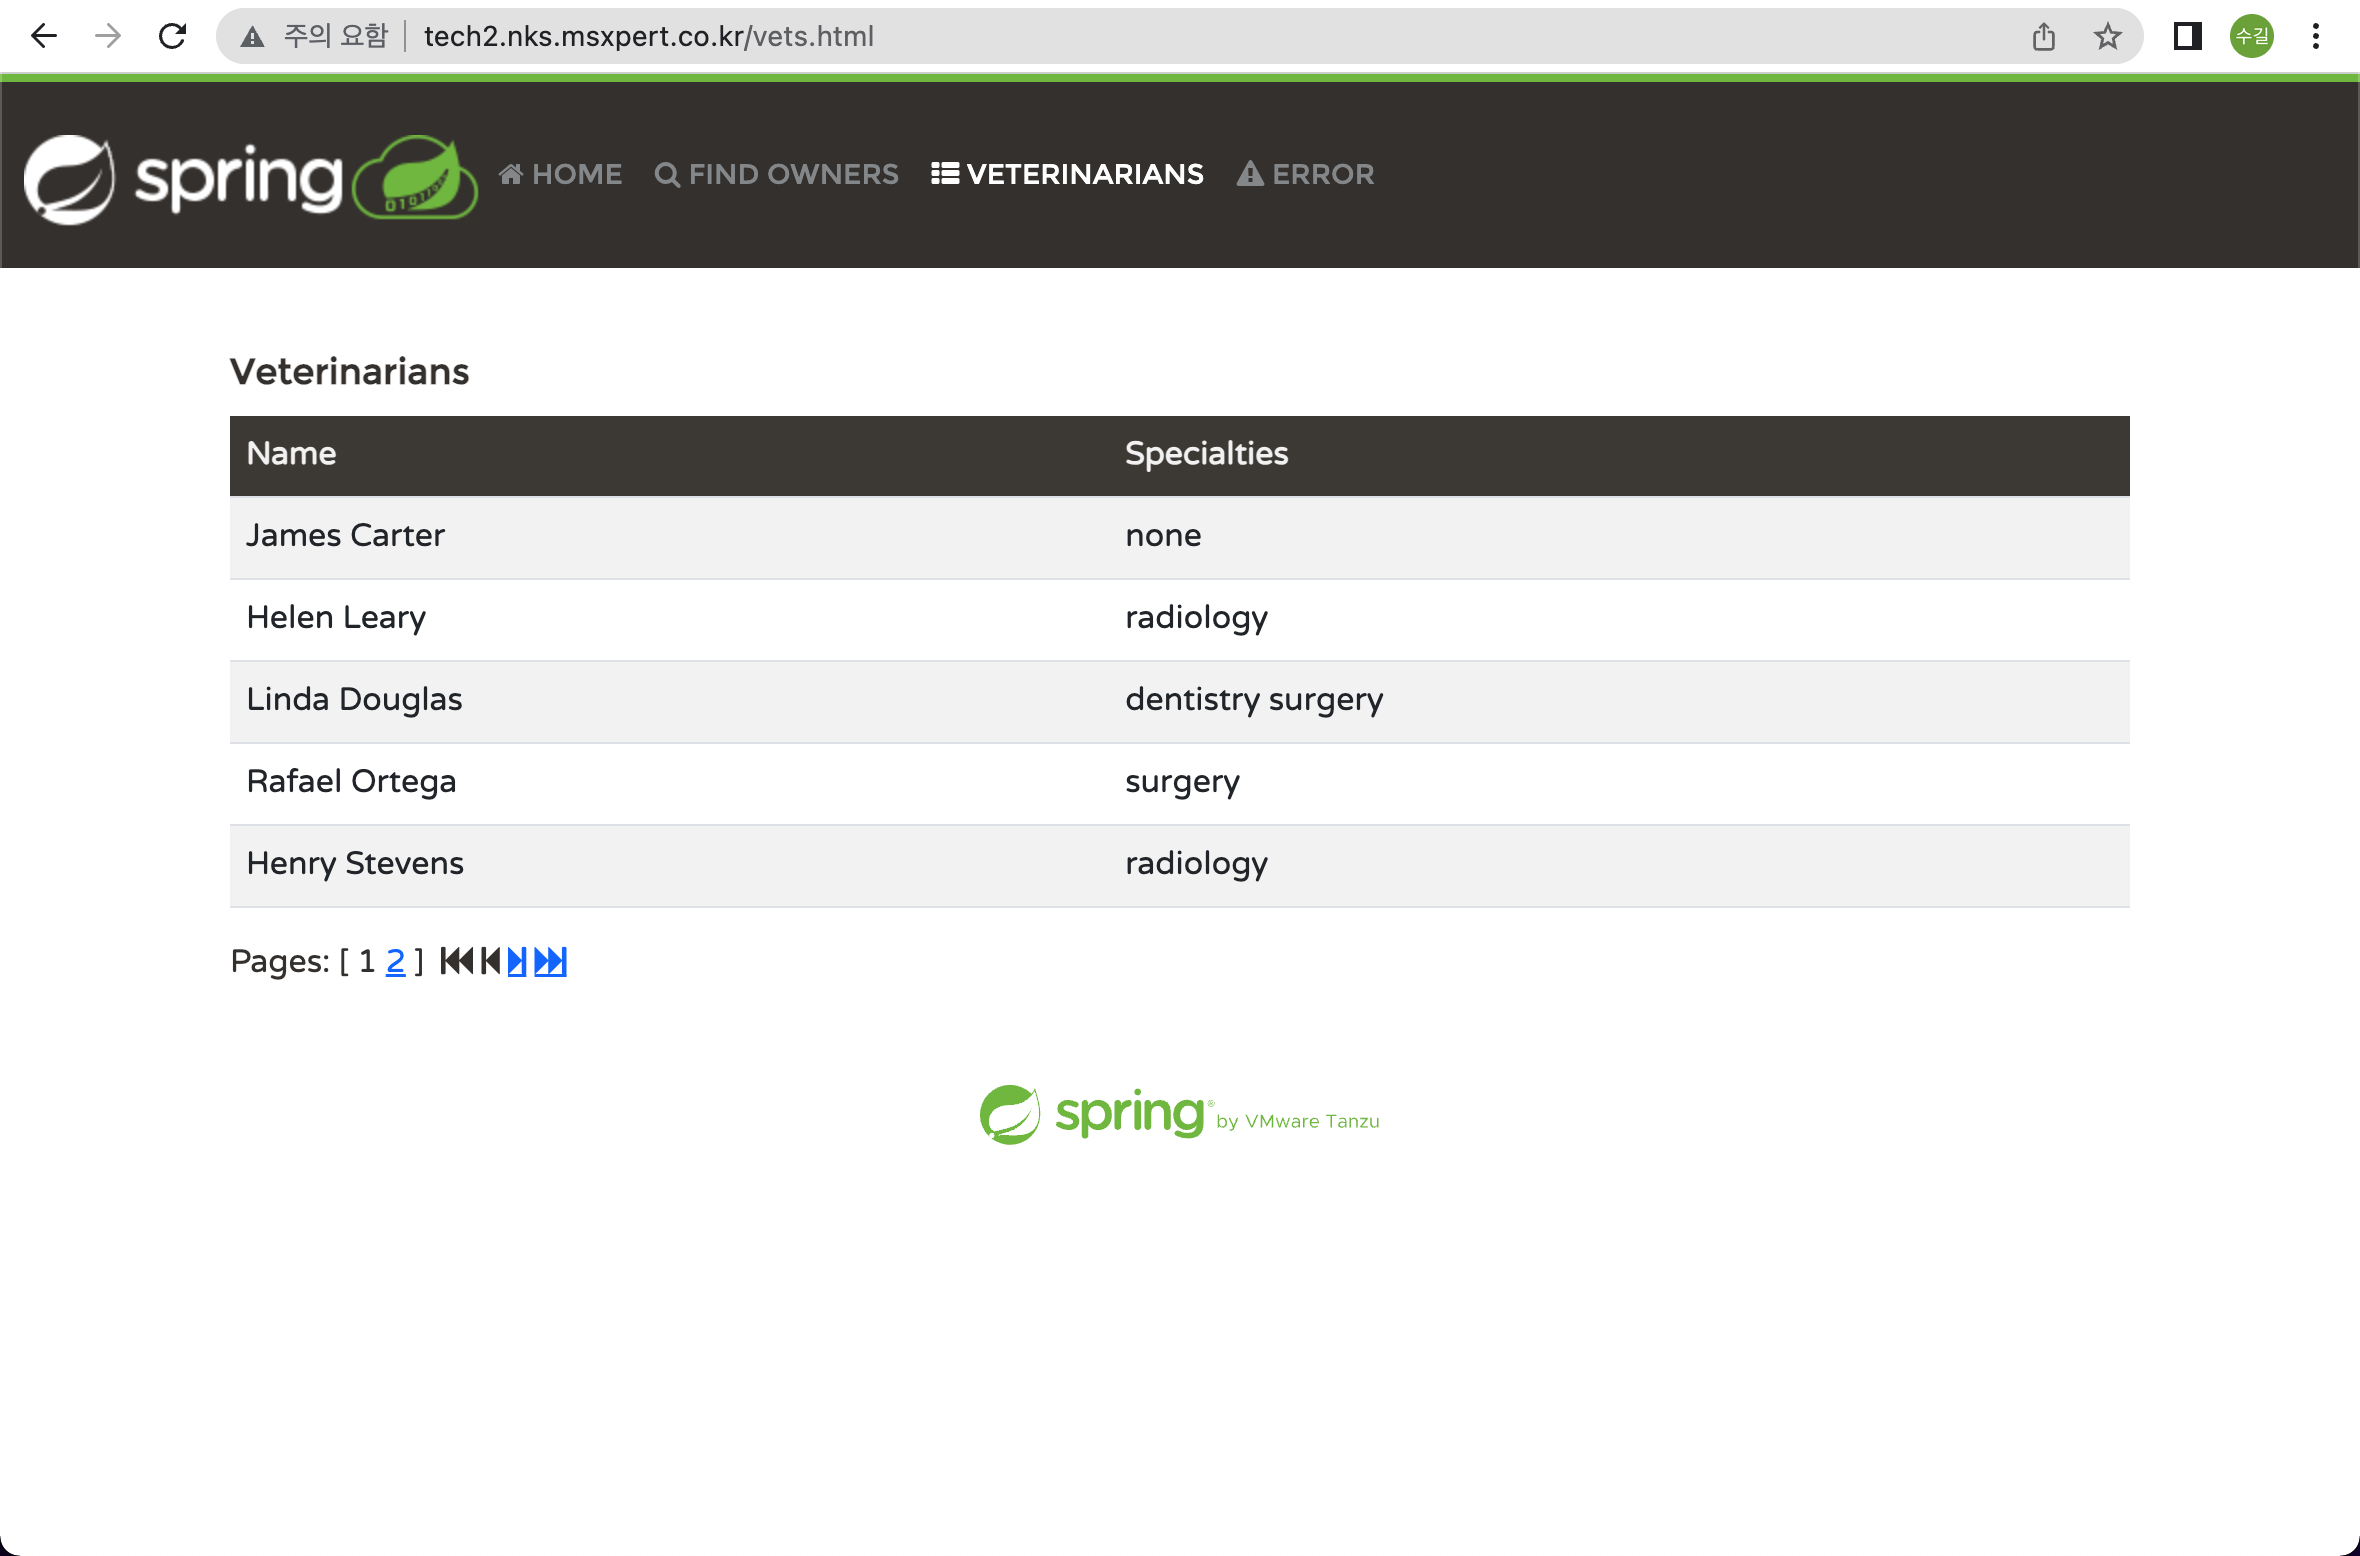 주의 요함 tech2.nks.msxpert.co.kr/vets.html 수길
spring 010110 HOME FIND OWNERS VETERINARIANS ERROR
Veterinarians
Name Specialties
James Carter none
Helen Leary radiology
Linda Douglas dentistry surgery
Rafael Ortega surgery
Henry Stevens radiology
Pages: [ 1 2 ]
spring® by VMware Tanzu